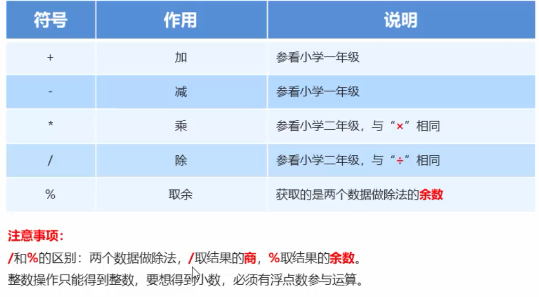 符号 作用 说明
+ 加 参看小学一年级
- 减 参看小学一年级
* 乘 参看小学二年级，与“×”相同
/ 除 参看小学二年级，与“÷”相同
% 取余 获取的是两个数据做除法的余数
注意事项：
/和%的区别：两个数据做除法，/取结果的商，%取结果的余数。
整数操作只能得到整数，要想得到小数，必须有浮点数参与运算。